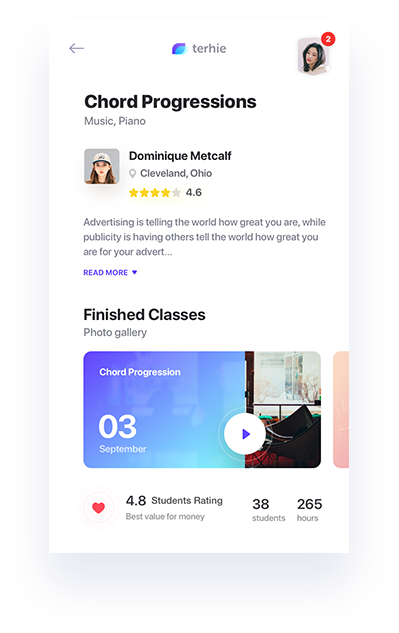 terhie
2
Chord Progressions
Music, Piano
Dominique Metcalf
Cleveland, Ohio
4.6
Advertising is telling the world how great you are, while
publicity is having others tell the world how great you
are for your advert...
READ MORE
Finished Classes
Photo gallery
Chord Progression
03
September
4.8 Students Rating
Best value for money
38
students
265
hours